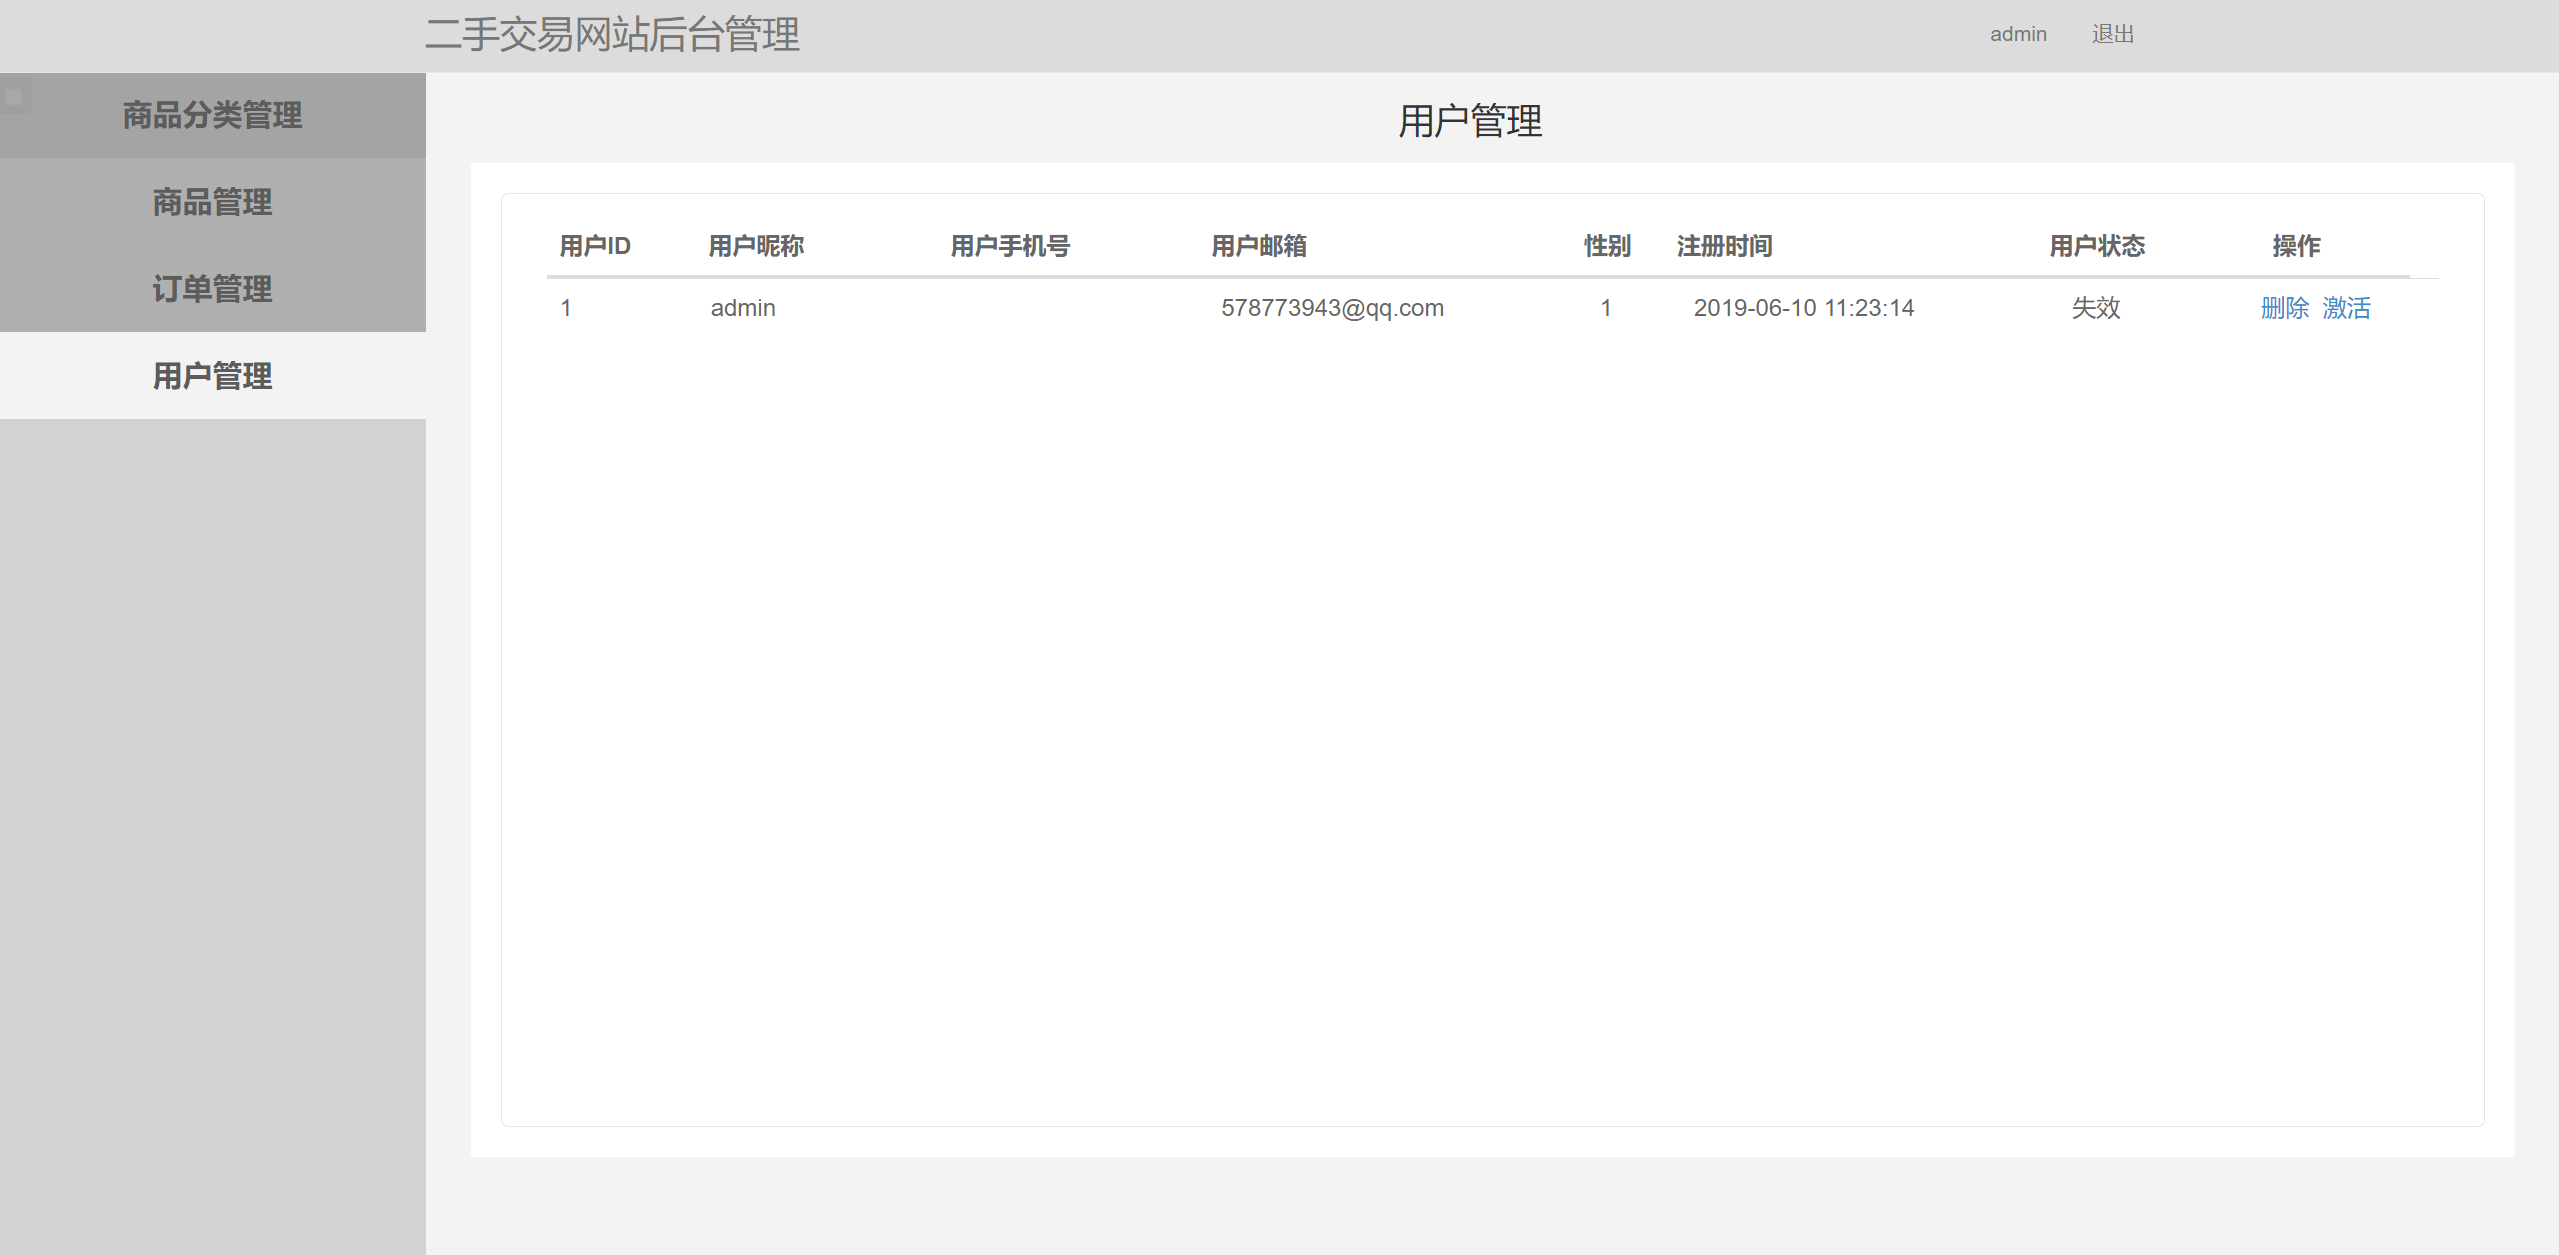 二手交易网站后台管理 admin 退出
商品分类管理
商品管理
订单管理
用户管理
用户管理
用户ID 用户昵称 用户手机号 用户邮箱 性别 注册时间 用户状态 操作
1 admin 578773943@qq.com 1 2019-06-10 11:23:14 失效 删除 激活